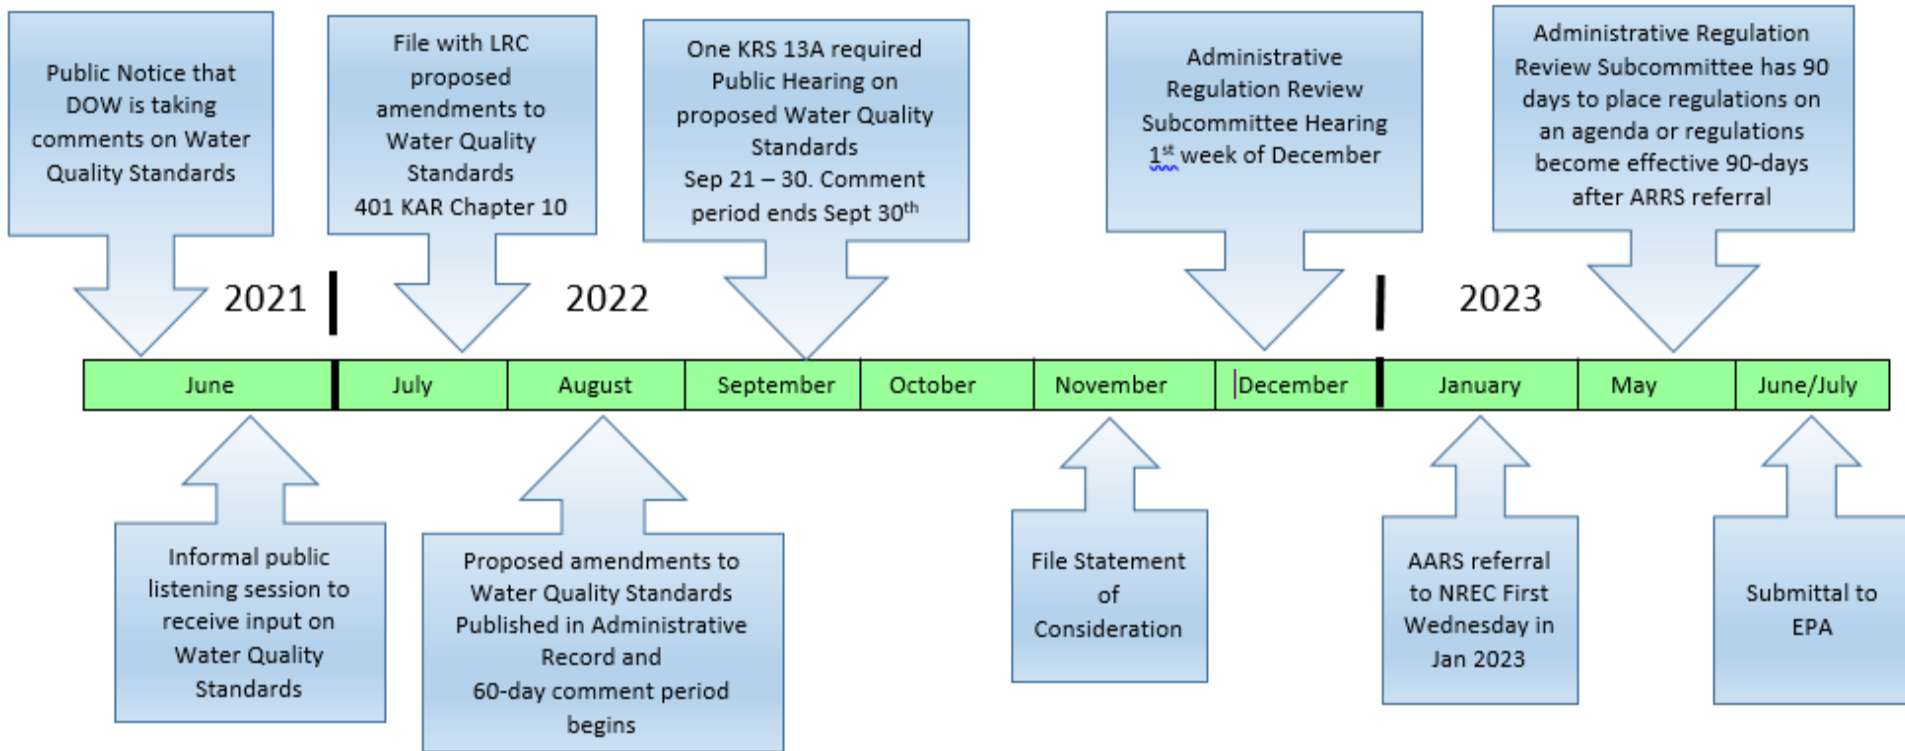 Public Notice that
DOW is taking
comments on Water
Quality Standards
File with LRC
proposed
amendments to
Water Quality
Standards
401 KAR Chapter 10
One KRS 13A required
Public Hearing on
proposed Water Quality
Standards
Sep 21 – 30. Comment
period ends Sept 30th
Administrative
Regulation Review
Subcommittee Hearing
1st week of December
Administrative Regulation
Review Subcommittee has 90
days to place regulations on
an agenda or regulations
become effective 90-days
after ARRS referral
2021
2022
2023
June
July
August
September
October
November
December
January
May
June/July
Informal public
listening session to
receive input on
Water Quality
Standards
Proposed amendments to
Water Quality Standards
Published in Administrative
Record and
60-day comment period
begins
File Statement
of
Consideration
AARS referral
to NREC First
Wednesday in
Jan 2023
Submittal to
EPA